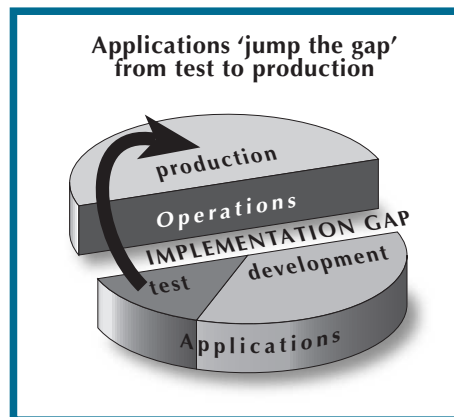 Applications ‘jump the gap’
from test to production
production
Operations
IMPLEMENTATION GAP
test
development
Applications